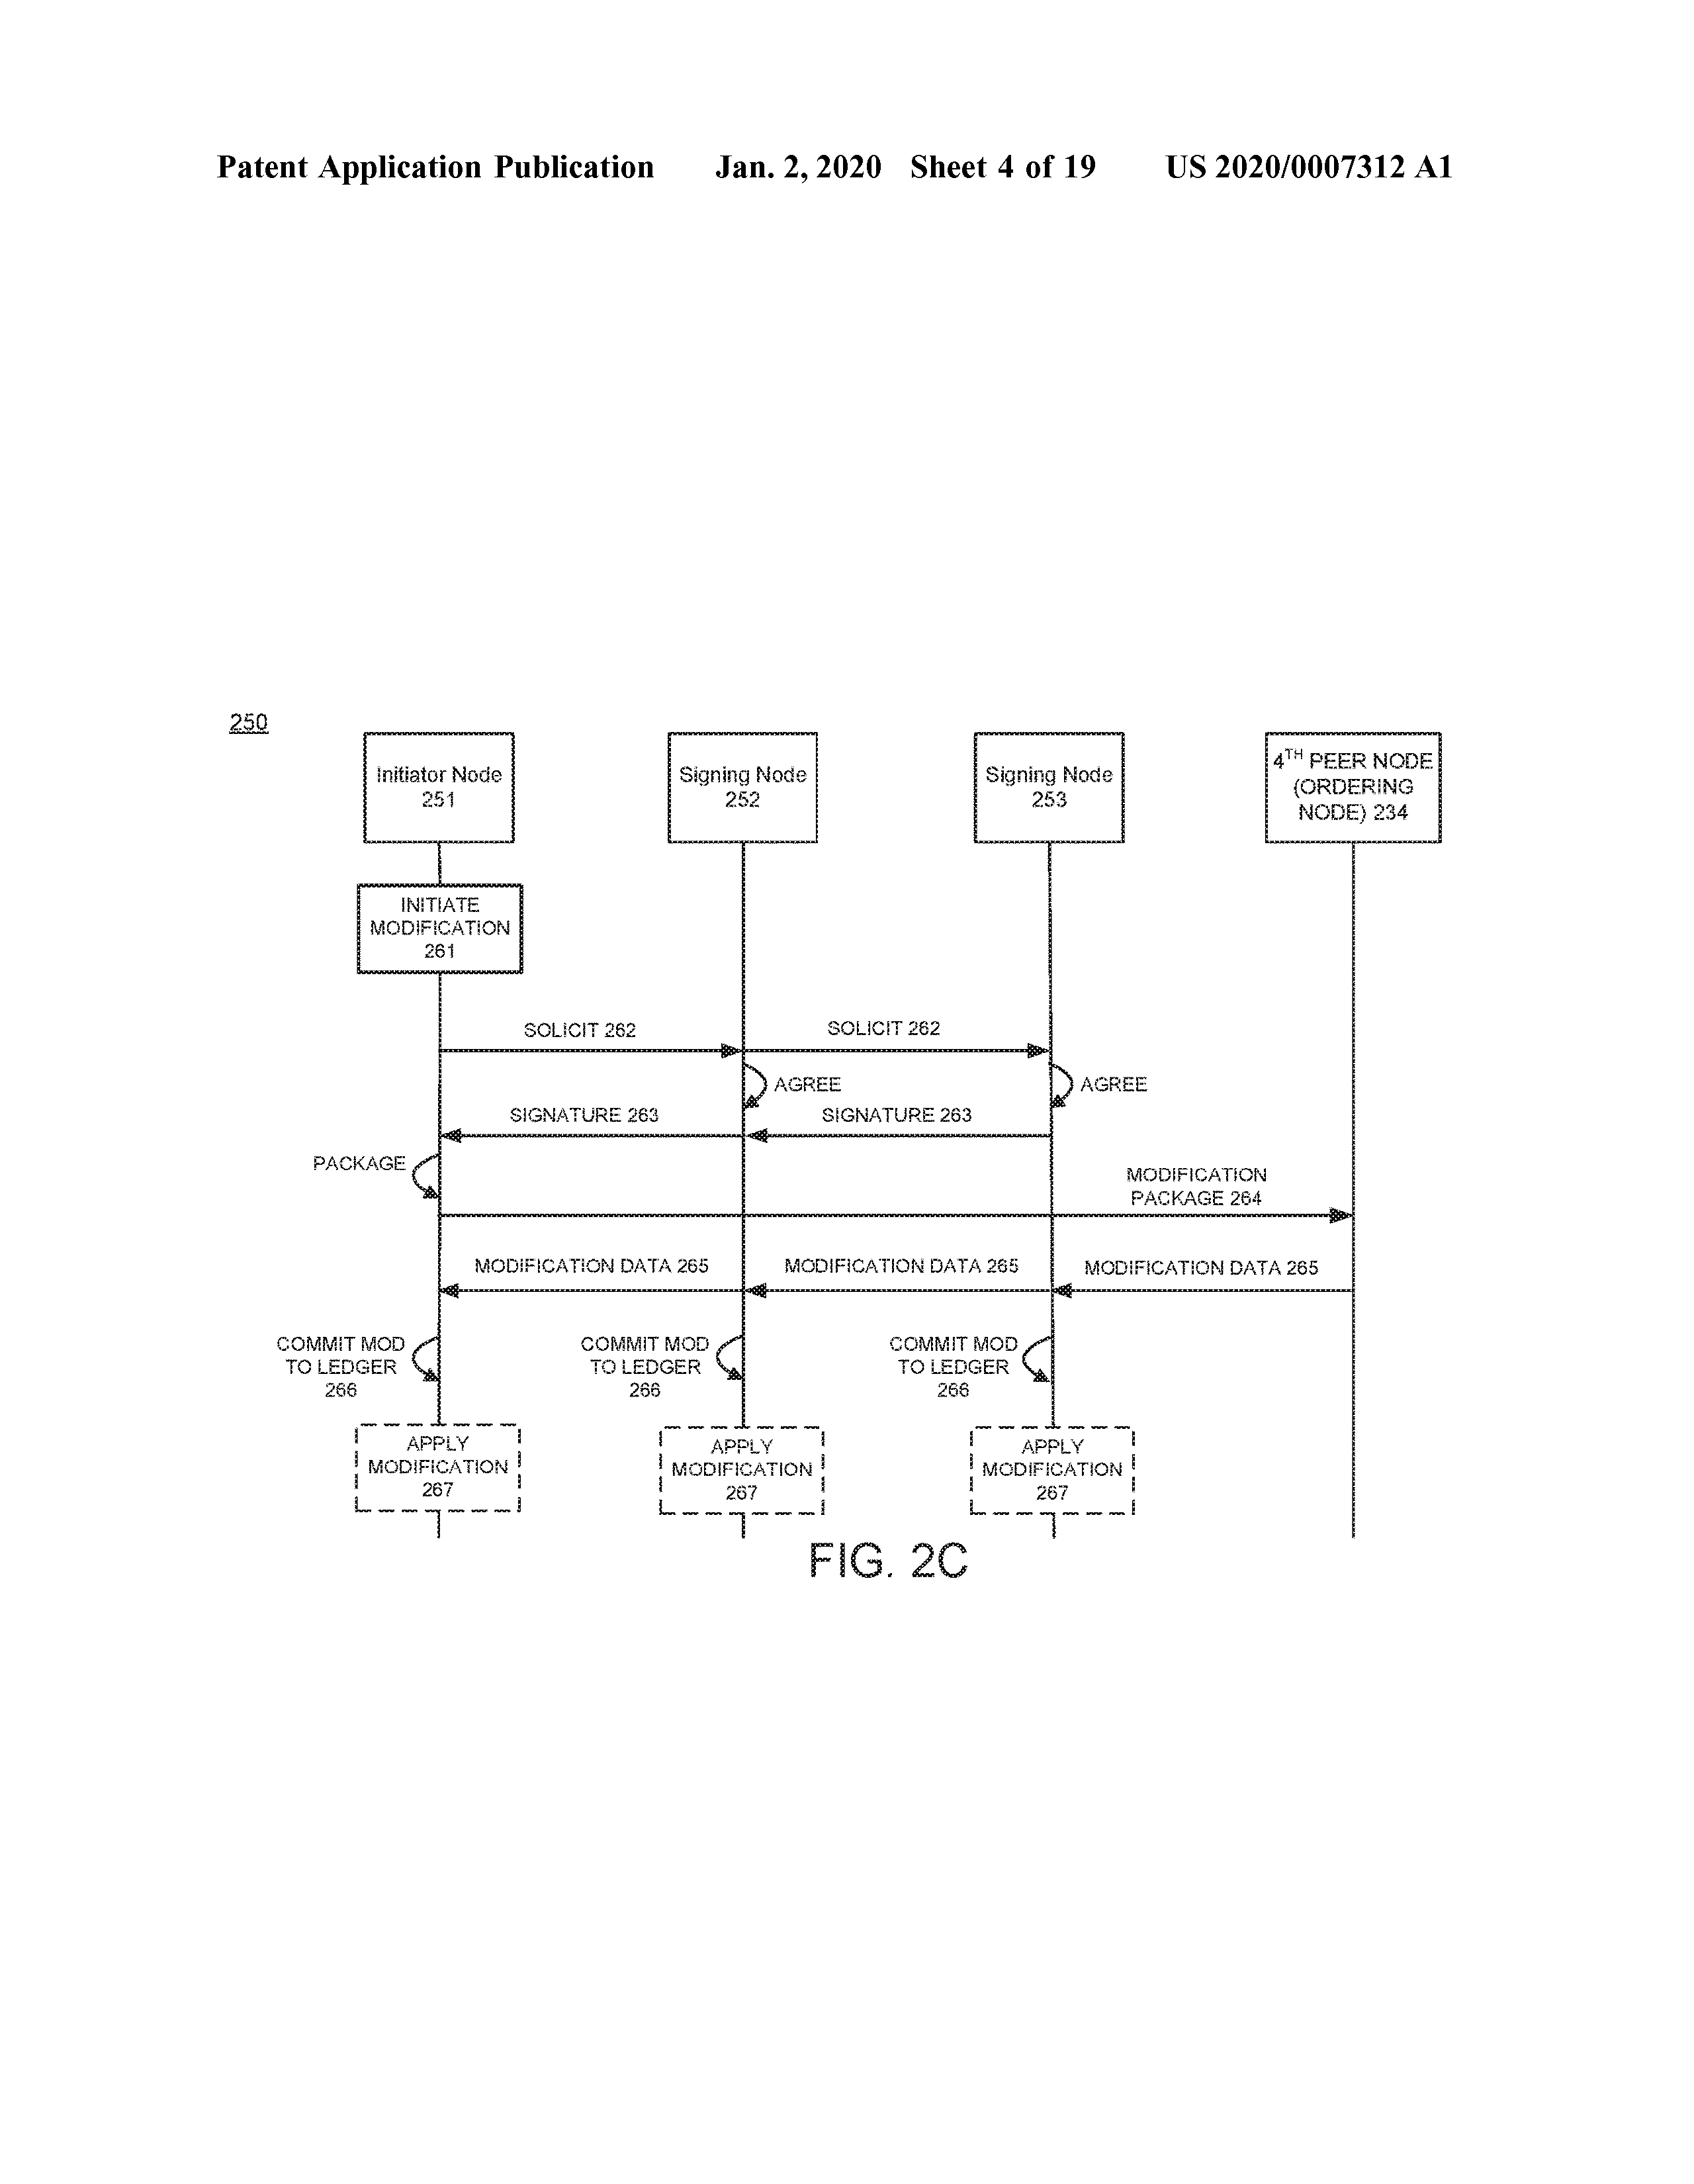 Patent Application Publication Jan. 2, 2020 Sheet 4 of 19 US 2020/0007312 A1
250
Initiator Node
251
Signing Node
252
Signing Node
253
4TH PEER NODE
(ORDERING
NODE) 234
INITIATE
MODIFICATION
261
SOLICIT 262
SOLICIT 262
AGREE
AGREE
SIGNATURE 263
SIGNATURE 263
PACKAGE
MODIFICATION
PACKAGE 264
MODIFICATION DATA 265
MODIFICATION DATA 265
MODIFICATION DATA 265
COMMIT MOD
TO LEDGER
266
COMMIT MOD
TO LEDGER
266
COMMIT MOD
TO LEDGER
266
APPLY
MODIFICATION
267
APPLY
MODIFICATION
267
APPLY
MODIFICATION
267
FIG. 2C